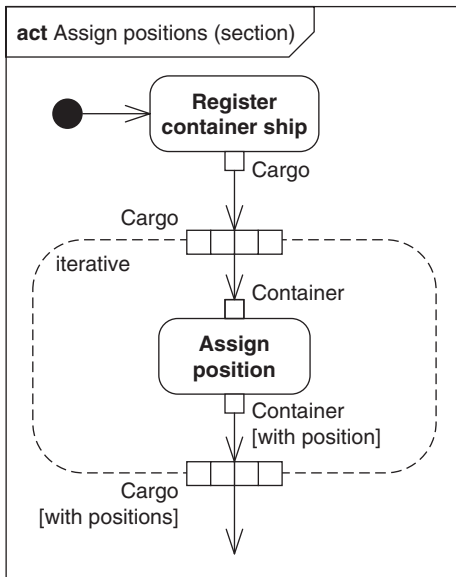 act Assign positions (section)
Register
container ship
Cargo
Cargo
iterative
Container
Assign
position
Container
[with position]
Cargo
[with positions]